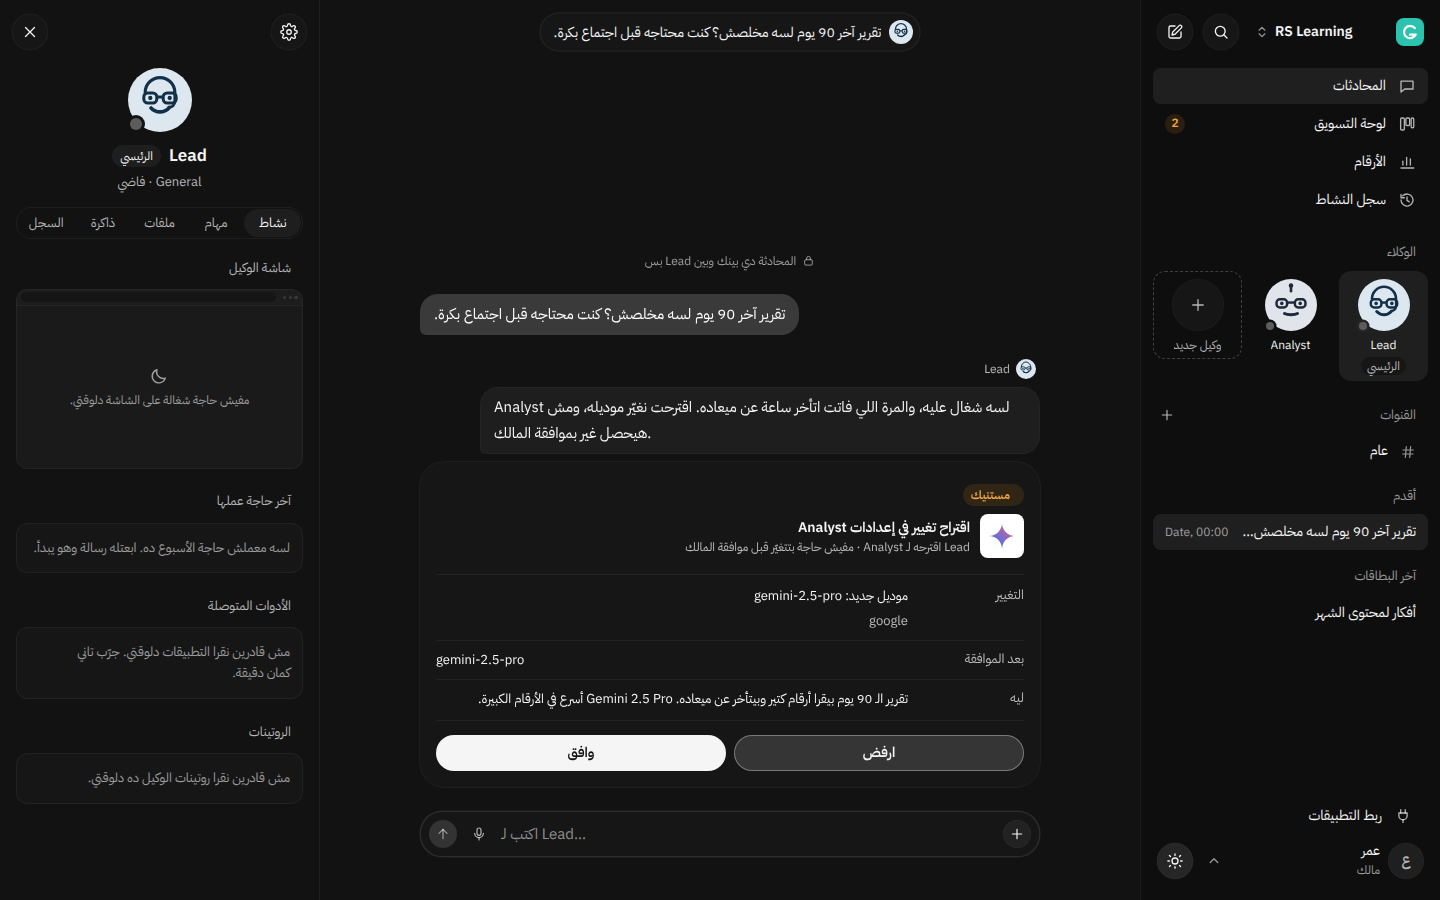 RS Learning
المحادثات
لوحة التسويق
2
الأرقام
سجل النشاط
الوكلاء
Lead
الرئيسي
Analyst
وكيل جديد
القنوات
عام
أقدم
تقرير آخر 90 يوم لسه مخلصش...
Date, 00:00
آخر البطاقات
أفكار لمحتوى الشهر
ربط التطبيقات
ع
عمر
مالك
تقرير آخر 90 يوم لسه مخلصش؟ كنت محتاجه قبل اجتماع بكرة.
المحادثة دي بينك وبين Lead بس
تقرير آخر 90 يوم لسه مخلصش؟ كنت محتاجه قبل اجتماع بكرة.
Lead
Analyst لسه شغال عليه، والمرة اللي فاتت اتأخر ساعة عن ميعاده. اقترحت نغيّر موديله، ومش
هيحصل غير بموافقة المالك.
مستنيك
اقتراح تغيير في إعدادات Analyst
Lead اقترحه لـ Analyst · مفيش حاجة بتتغيّر قبل موافقة المالك
التغيير
موديل جديد: gemini-2.5-pro
google
بعد الموافقة
gemini-2.5-pro
ليه
تقرير الـ 90 يوم بيقرا أرقام كتير وبيتأخر عن ميعاده. Gemini 2.5 Pro أسرع في الأرقام الكبيرة.
ارفض
وافق
اكتب لـ Lead...
Lead
الرئيسي
General · فاضي
نشاط
مهام
ملفات
ذاكرة
السجل
شاشة الوكيل
مفيش حاجة شغالة على الشاشة دلوقتي.
آخر حاجة عملها
لسه معملش حاجة الأسبوع ده. ابعتله رسالة وهو يبدأ.
الأدوات المتوصلة
مش قادرين نقرا التطبيقات دلوقتي. جرّب تاني
كمان دقيقة.
الروتينات
مش قادرين نقرا روتينات الوكيل ده دلوقتي.